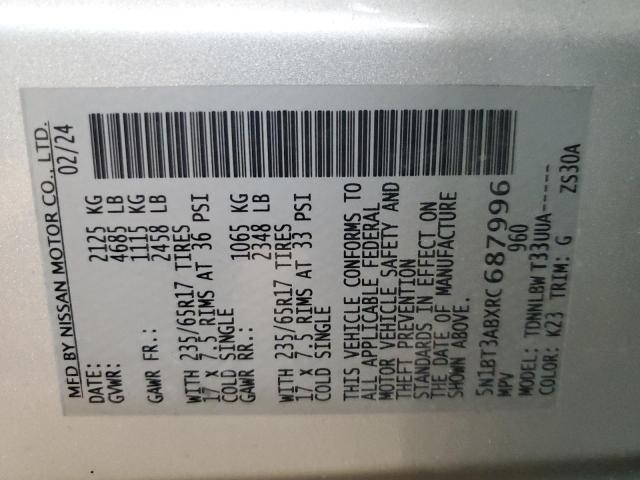 MFD BY NISSAN MOTOR CO., LTD.
DATE: 02/24
GVWR: 2125 KG
4685 LB
GAWR FR.: 1115 KG
2458 LB
WITH 235/65R17 TIRES
17 X 7.5 RIMS AT 36 PSI
COLD SINGLE
GAWR RR.: 1065 KG
2348 LB
WITH 235/65R17 TIRES
17 X 7.5 RIMS AT 33 PSI
COLD SINGLE
THIS VEHICLE CONFORMS TO
ALL APPLICABLE FEDERAL
MOTOR VEHICLE SAFETY AND
THEFT PREVENTION
STANDARDS IN EFFECT ON
THE DATE OF MANUFACTURE
SHOWN ABOVE.
5N1BT3ABXRC687996
MPV 960
MODEL: TDNNLBW T33UUA-----
COLOR: K23 TRIM: G ZS30A